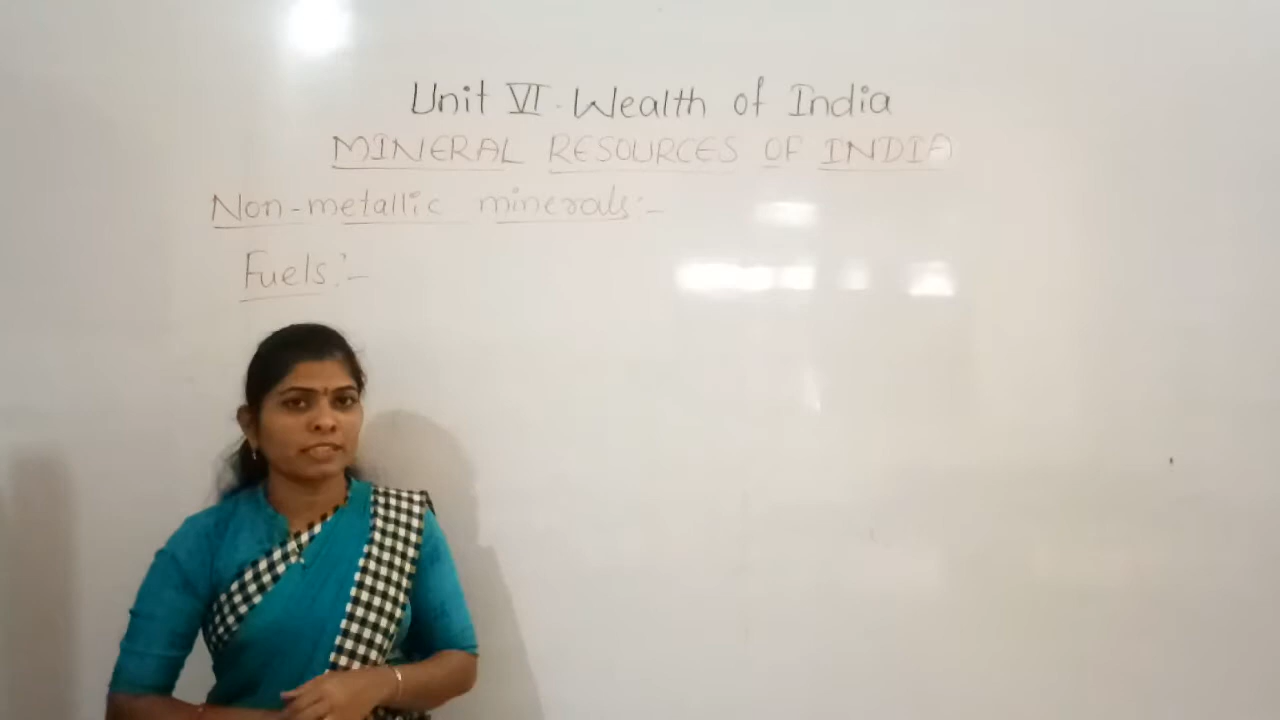 Unit VI. Wealth of India
MINERAL RESOURCES OF INDIA
Non-metallic minerals:-
Fuels:-